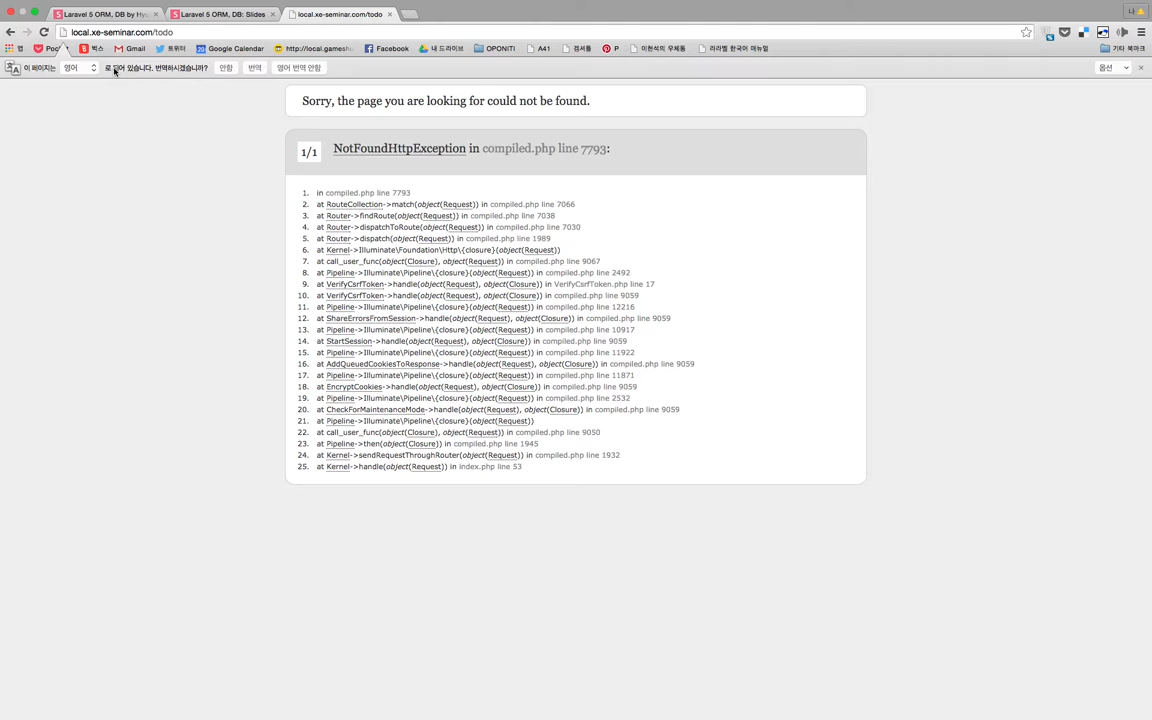 Laravel 5 ORM, DB by Hyu
Laravel 5 ORM, DB: Slides
local.xe-seminar.com/todo
나
local.xe-seminar.com/todo
앱
벅스
Gmail
트위터
Google Calendar
http://local.gameshu
Facebook
내 드라이브
OPONITI
A41
겜셔틀
P
이현석의 우체통
라라벨 한국어 매뉴얼
기타 북마크
이 페이지는 영어 로 되어 있습니다. 번역하시겠습니까? 안함 번역 영어 번역 안함 옵션
Sorry, the page you are looking for could not be found.
1/1 NotFoundHttpException in compiled.php line 7793:
1. in compiled.php line 7793
2. at RouteCollection->match(object(Request)) in compiled.php line 7066
3. at Router->findRoute(object(Request)) in compiled.php line 7038
4. at Router->dispatchToRoute(object(Request)) in compiled.php line 7030
5. at Router->dispatch(object(Request)) in compiled.php line 1989
6. at Kernel->Illuminate\Foundation\Http\{closure}(object(Request))
7. at call_user_func(object(Closure), object(Request)) in compiled.php line 9067
8. at Pipeline->Illuminate\Pipeline\{closure}(object(Request)) in compiled.php line 2492
9. at VerifyCsrfToken->handle(object(Request), object(Closure)) in VerifyCsrfToken.php line 17
10. at VerifyCsrfToken->handle(object(Request), object(Closure)) in compiled.php line 9059
11. at Pipeline->Illuminate\Pipeline\{closure}(object(Request)) in compiled.php line 12216
12. at ShareErrorsFromSession->handle(object(Request), object(Closure)) in compiled.php line 9059
13. at Pipeline->Illuminate\Pipeline\{closure}(object(Request)) in compiled.php line 10917
14. at StartSession->handle(object(Request), object(Closure)) in compiled.php line 9059
15. at Pipeline->Illuminate\Pipeline\{closure}(object(Request)) in compiled.php line 11922
16. at AddQueuedCookiesToResponse->handle(object(Request), object(Closure)) in compiled.php line 9059
17. at Pipeline->Illuminate\Pipeline\{closure}(object(Request)) in compiled.php line 11871
18. at EncryptCookies->handle(object(Request), object(Closure)) in compiled.php line 9059
19. at Pipeline->Illuminate\Pipeline\{closure}(object(Request)) in compiled.php line 2532
20. at CheckForMaintenanceMode->handle(object(Request), object(Closure)) in compiled.php line 9059
21. at Pipeline->Illuminate\Pipeline\{closure}(object(Request))
22. at call_user_func(object(Closure), object(Request)) in compiled.php line 9050
23. at Pipeline->then(object(Closure)) in compiled.php line 1945
24. at Kernel->sendRequestThroughRouter(object(Request)) in compiled.php line 1932
25. at Kernel->handle(object(Request)) in index.php line 53